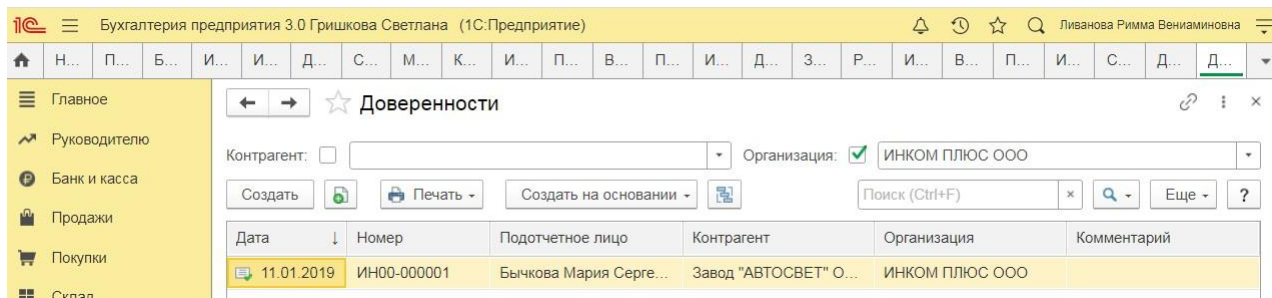 1С Бухгалтерия предприятия 3.0 Гришкова Светлана (1С:Предприятие) Ливанова Римма Вениаминовна
Н... П... Б... И... И... Д... С... М... К... И... П... В... П... И... Д... З... Р... И... В... П... И... С... Д... Д...
Главное
Доверенности
Руководителю
Контрагент: Организация: ИНКОМ ПЛЮС ООО
Банк и касса
Создать Печать Создать на основании Поиск (Ctrl+F) × Еще ?
Продажи
Дата ↓ Номер Подотчетное лицо Контрагент Организация Комментарий
Покупки
11.01.2019 ИН00-000001 Бычкова Мария Серге... Завод "АВТОСВЕТ" О... ИНКОМ ПЛЮС ООО
Склад